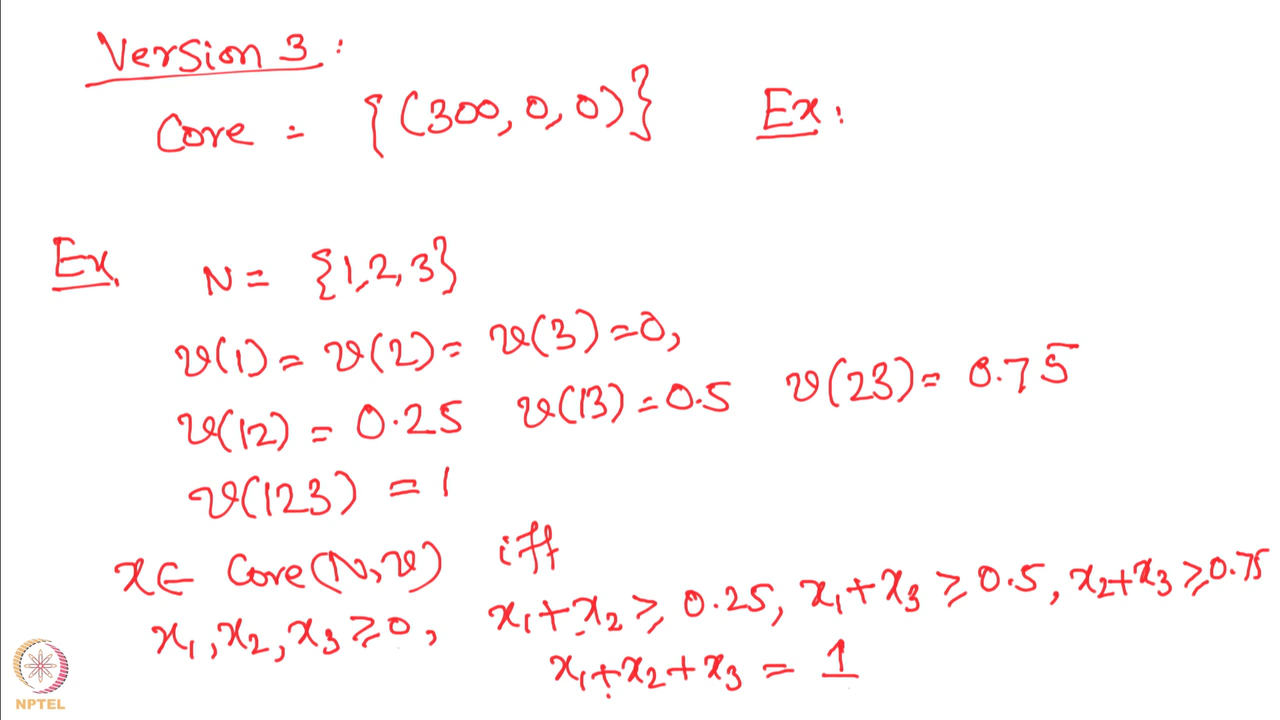 Version 3 :
Core = {(300, 0, 0)} Ex :
Ex. N = {1, 2, 3}
v(1) = v(2) = v(3) = 0,
v(12) = 0.25 v(13) = 0.5 v(23) = 0.75
v(123) = 1
x ∈ Core(N, v) iff
x₁, x₂, x₃ ≥ 0, x₁ + x₂ ≥ 0.25, x₁ + x₃ ≥ 0.5, x₂ + x₃ ≥ 0.75
x₁ + x₂ + x₃ = 1
NPTEL